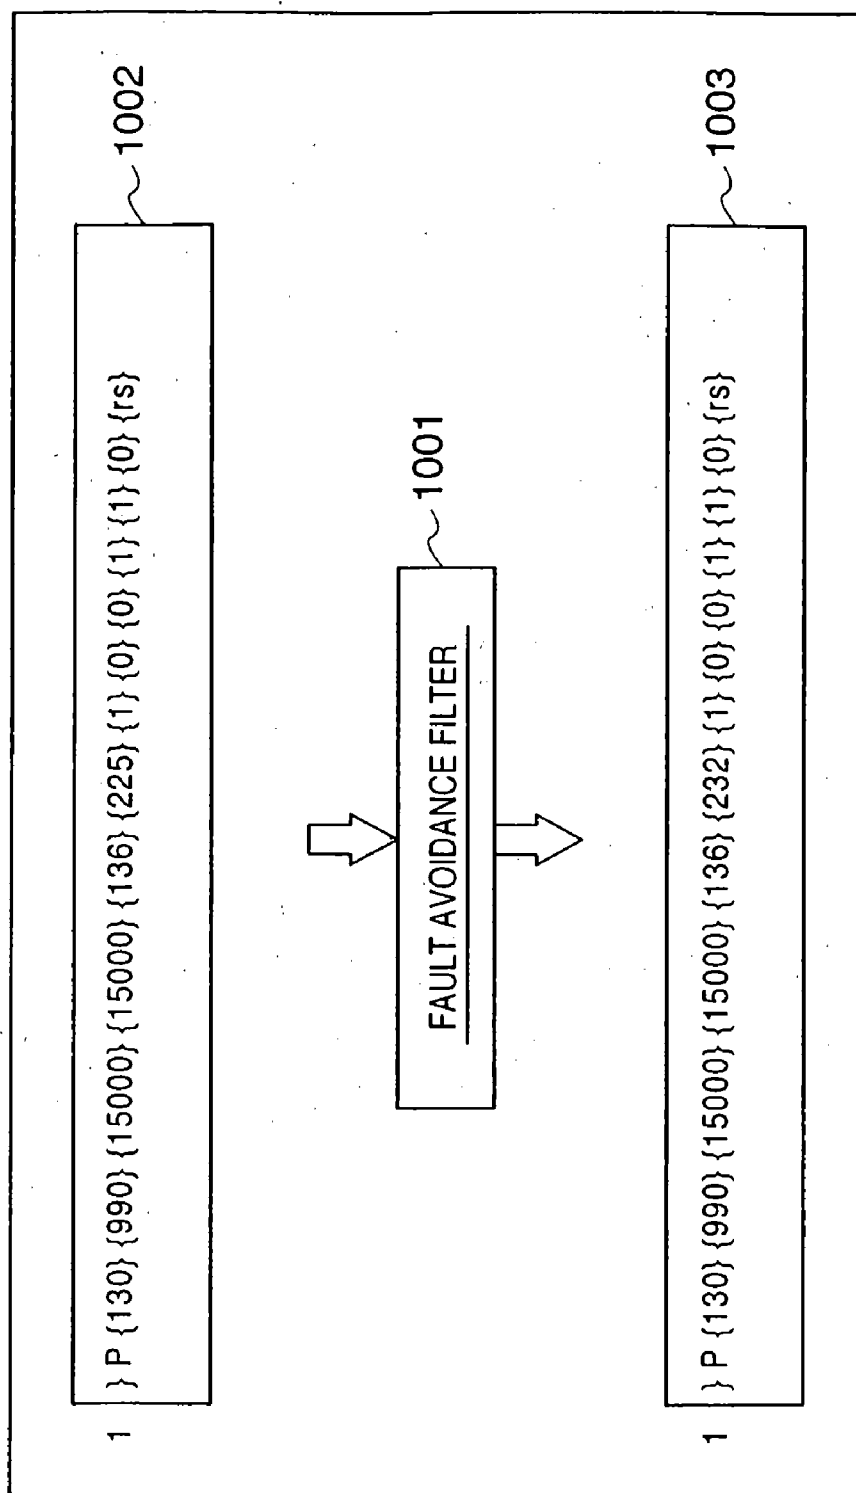 1002
1 } P {130} {990} {15000} {15000} {136} {225} {1} {0} {0} {1} {1} {0} {rs}
1001
FAULT AVOIDANCE FILTER
1003
1 } P {130} {990} {15000} {15000} {136} {232} {1} {0} {0} {1} {1} {0} {rs}